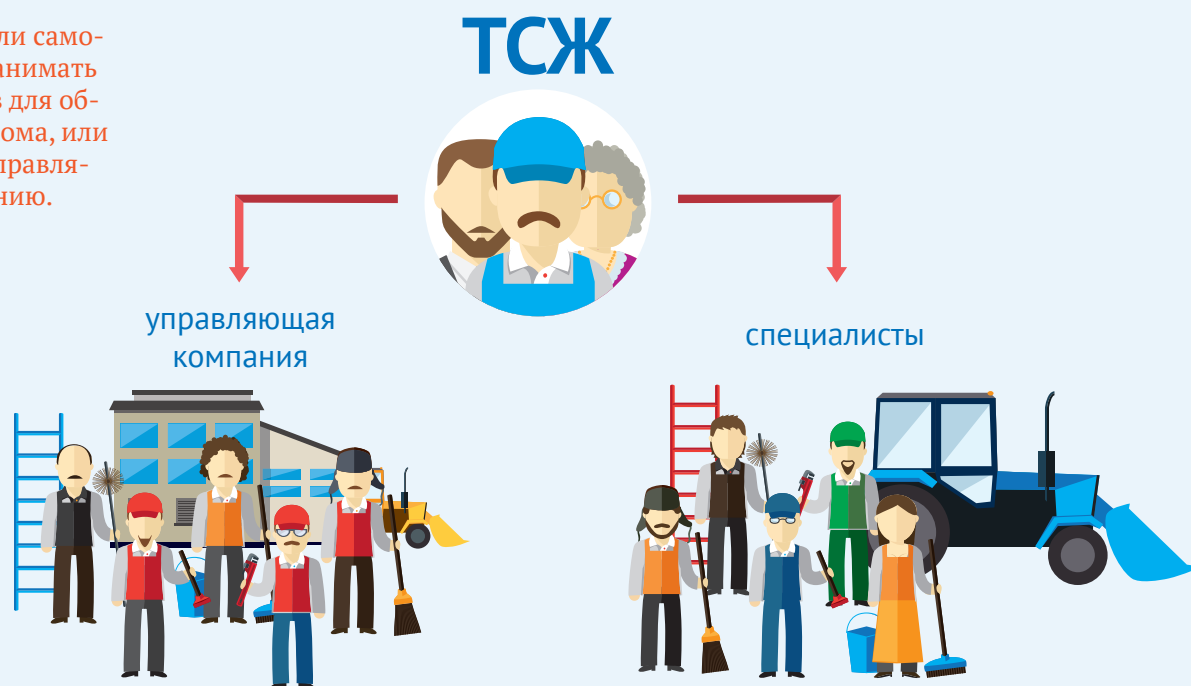 ли само-
анимать
в для об-
ома, или
правля-
нию.
ТСЖ
управляющая
компания
специалисты